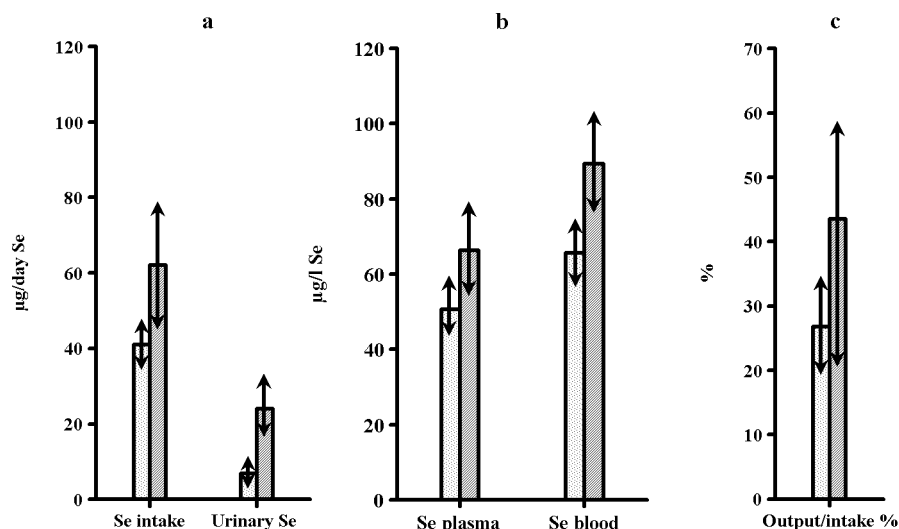 a
120
100
80
60
40
20
0
µg/day Se
Se intake Urinary Se
b
120
100
80
60
40
20
0
µg/l Se
Se plasma Se blood
c
70
60
50
40
30
20
10
0
%
Output/intake %